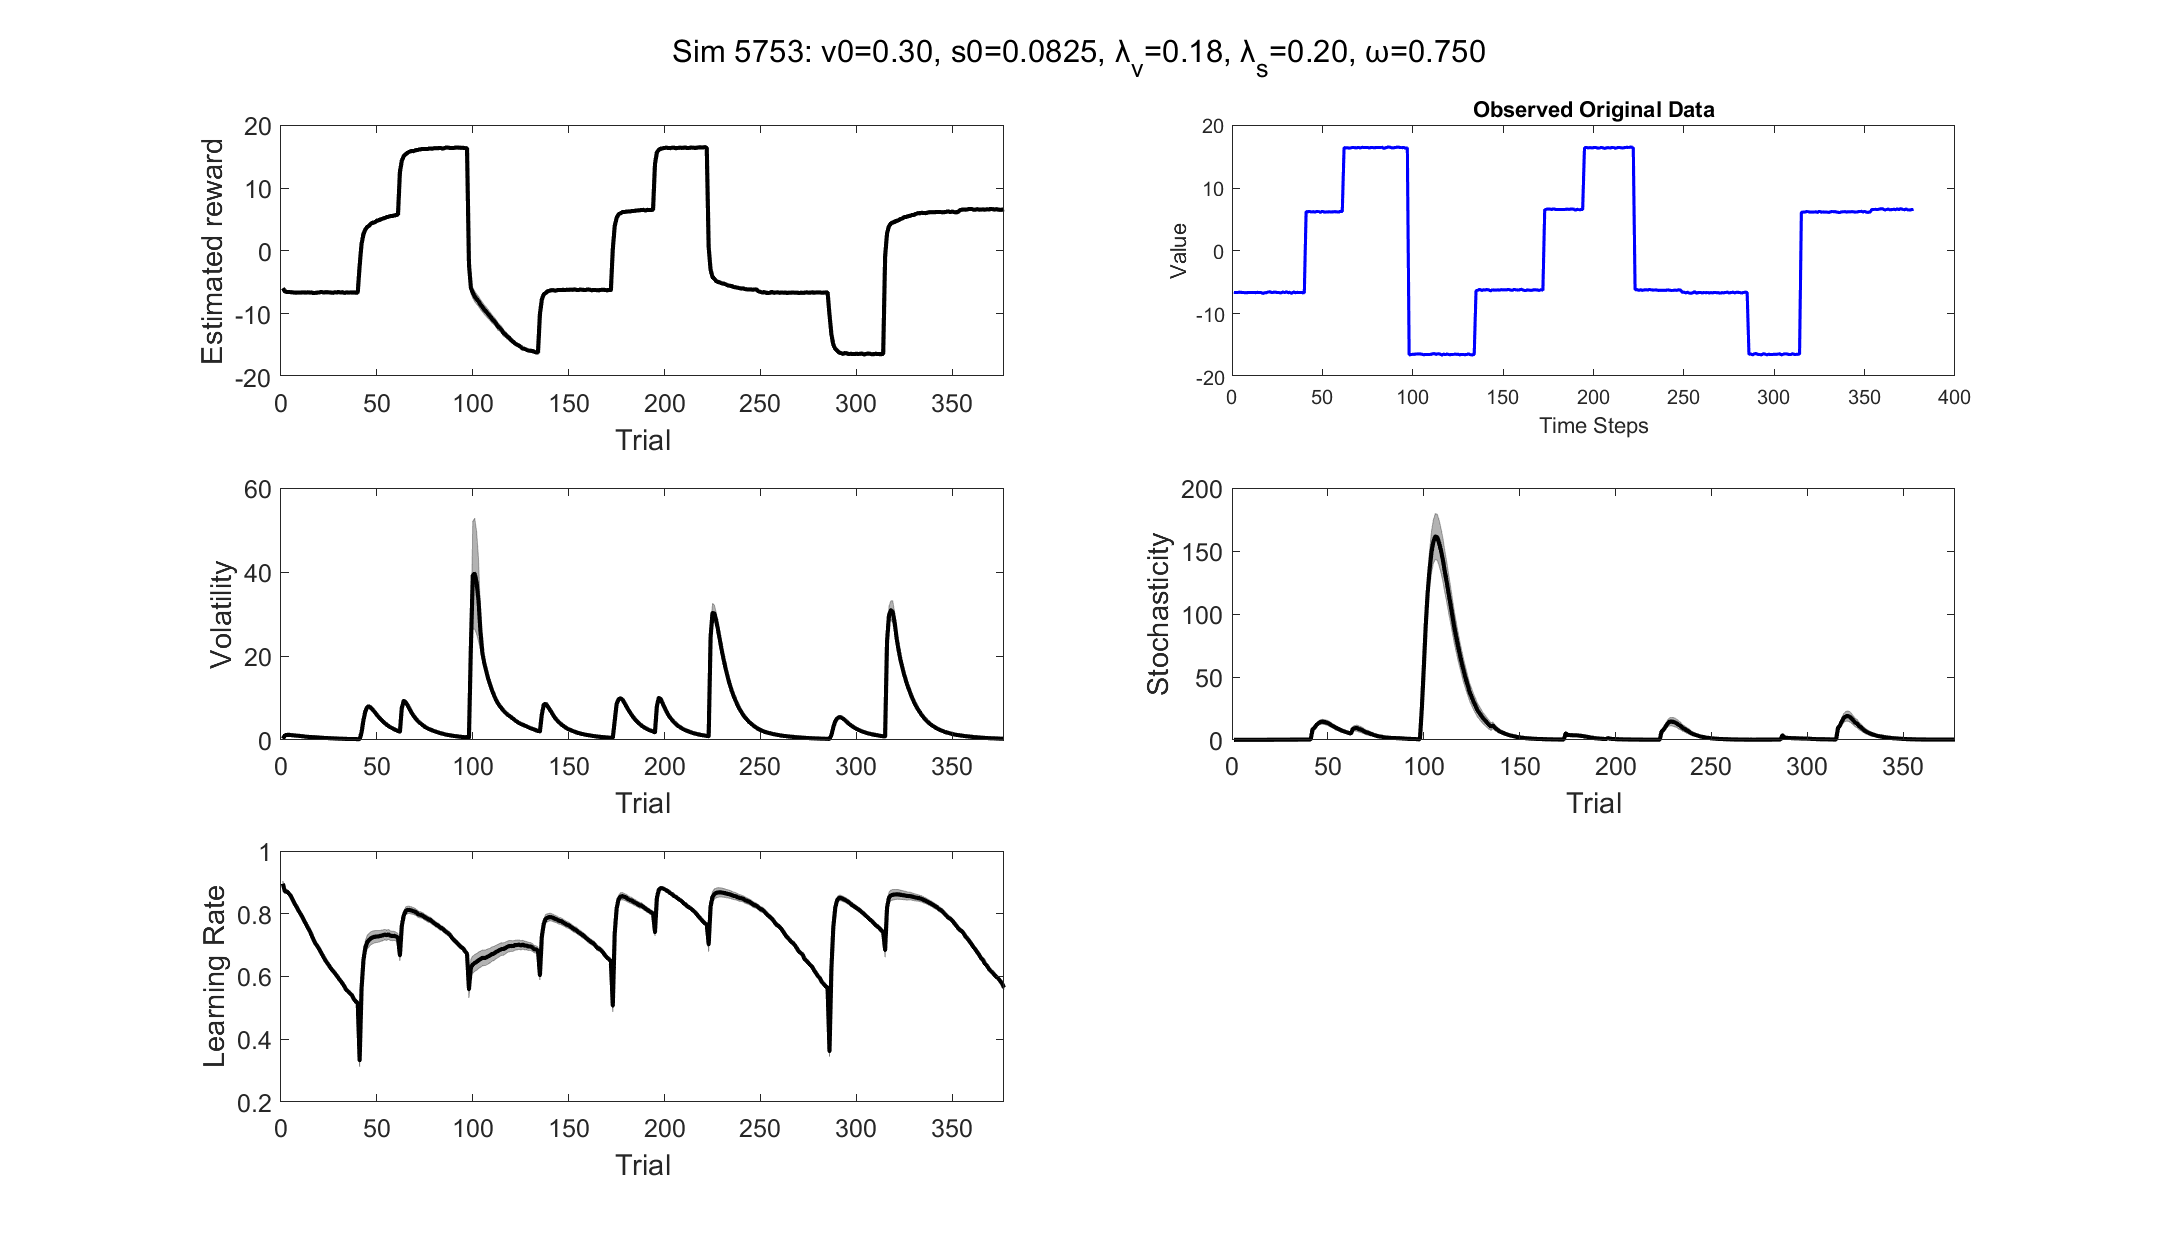 Sim 5753: v0=0.30, s0=0.0825, λv=0.18, λs=0.20, ω=0.750
20
10
0
-10
-20
Estimated reward
0 50 100 150 200 250 300 350
Trial
Observed Original Data
20
10
0
-10
-20
Value
0 50 100 150 200 250 300 350 400
Time Steps
60
40
20
0
Volatility
0 50 100 150 200 250 300 350
Trial
200
150
100
50
0
Stochasticity
0 50 100 150 200 250 300 350
Trial
1
0.8
0.6
0.4
0.2
Learning Rate
0 50 100 150 200 250 300 350
Trial